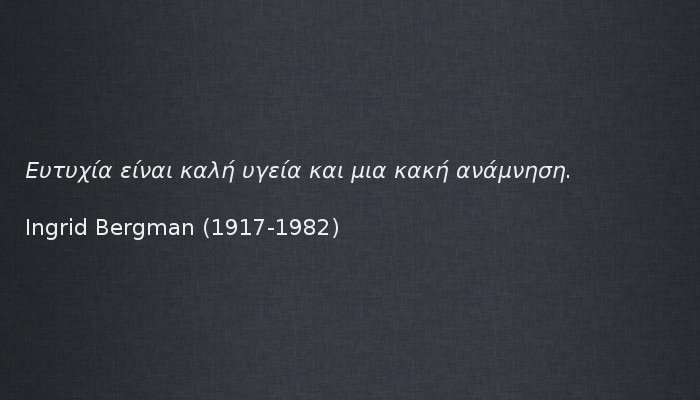 Ευτυχία είναι καλή υγεία και μια κακή ανάμνηση.
Ingrid Bergman (1917-1982)